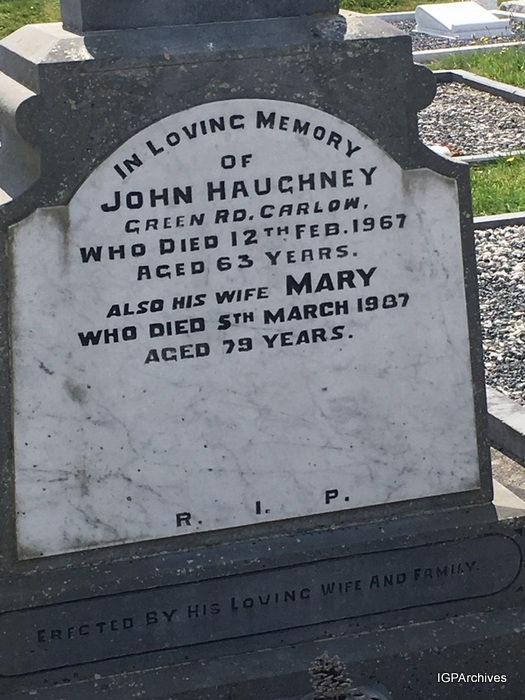 IN LOVING MEMORY
OF
JOHN HAUGHNEY
GREEN RD. CARLOW,
WHO DIED 12TH FEB. 1967
AGED 63 YEARS.
ALSO HIS WIFE MARY
WHO DIED 5TH MARCH 1987
AGED 79 YEARS.
R. I. P.
ERECTED BY HIS LOVING WIFE AND FAMILY.
IGPArchives